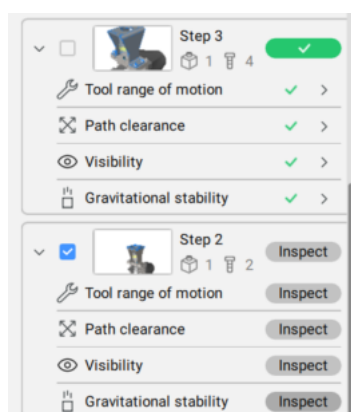 Step 3
1 4
Tool range of motion
Path clearance
Visibility
Gravitational stability
Step 2
1 2
Inspect
Tool range of motion Inspect
Path clearance Inspect
Visibility Inspect
Gravitational stability Inspect